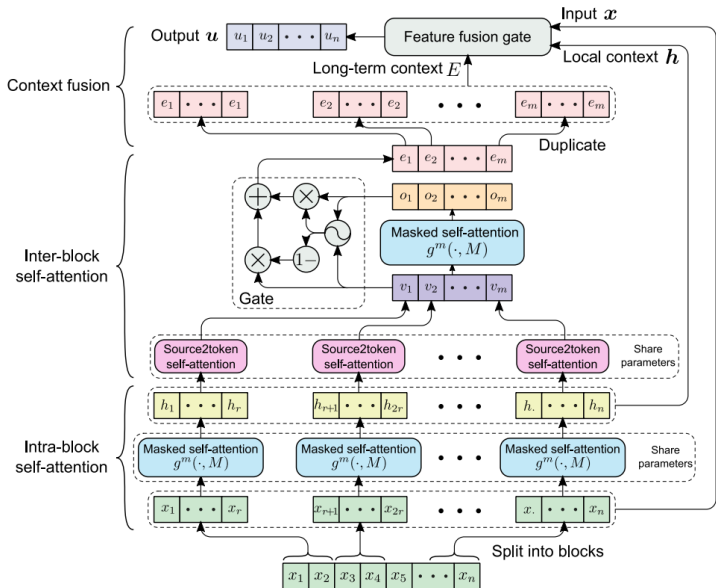 Input x
Output u u1 u2 • • • un Feature fusion gate
Local context h
Long-term context E
Context fusion
e1 • • • e1 e2 • • • e2 • • • em • • • em
Duplicate
e1 e2 • • • em
+ × o1 o2 • • • om
Masked self-attention
g^m(·, M)
Inter-block
self-attention
× 1−
Gate
v1 v2 • • • vm
Source2token
self-attention
Source2token
self-attention
• • •
Source2token
self-attention
Share
parameters
h1 • • • hr hr+1 • • • h2r • • • h. • • • hn
Intra-block
self-attention
Masked self-attention
g^m(·, M)
Masked self-attention
g^m(·, M)
• • •
Masked self-attention
g^m(·, M)
Share
parameters
x1 • • • xr xr+1 • • • x2r • • • x. • • • xn
Split into blocks
x1 x2 x3 x4 x5 • • • xn